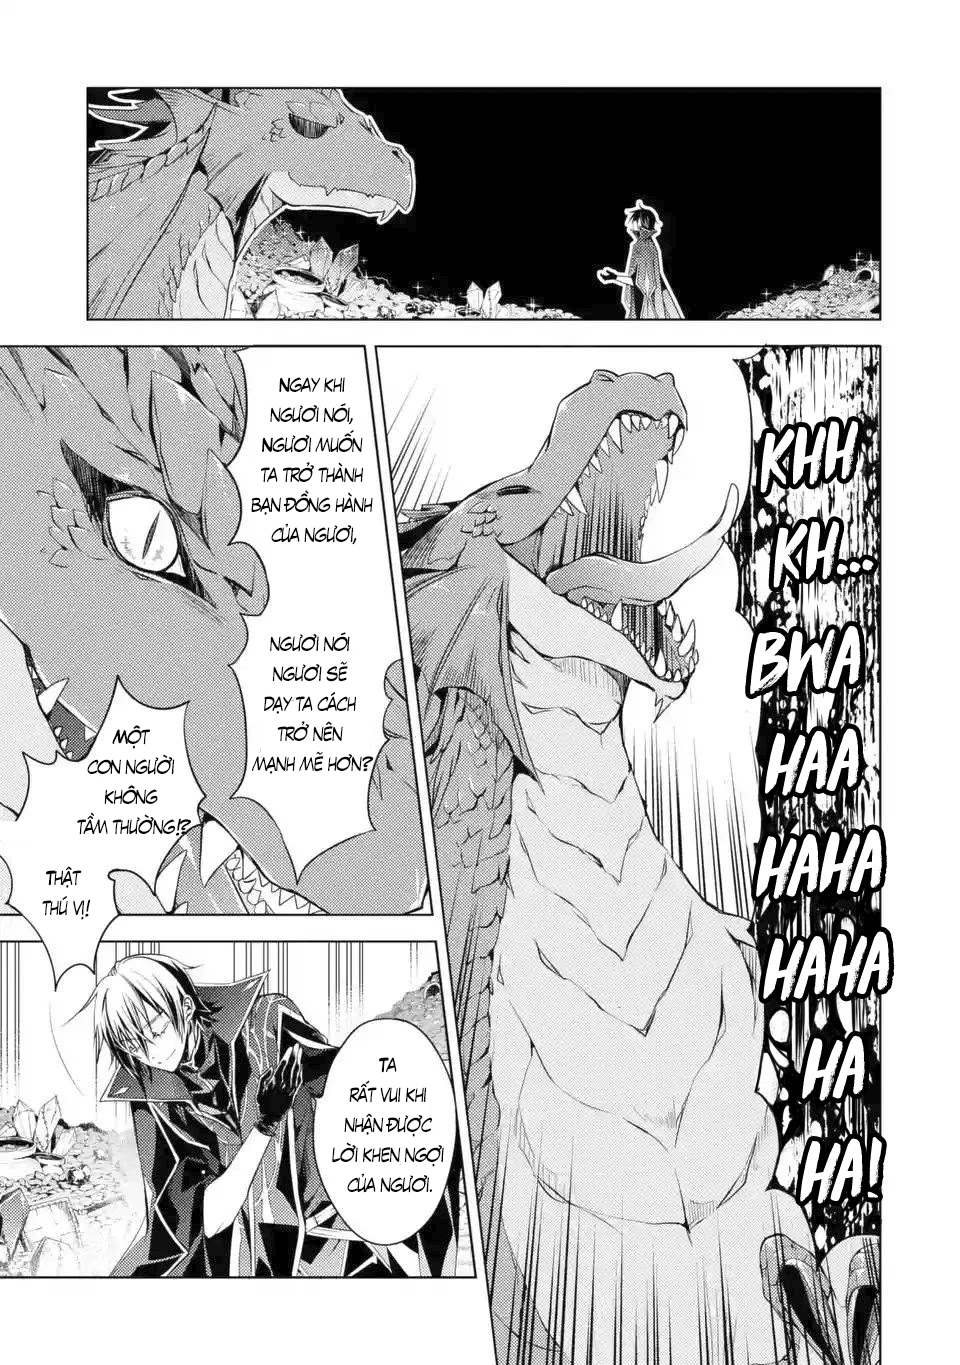 KHH
KH...
BWA
HAA
HAHA
HAHA
HA
HA!
NGAY KHI
NGƯƠI NÓI,
NGƯƠI MUỐN
TA TRỞ THÀNH
BẠN ĐỒNG HÀNH
CỦA NGƯƠI,
NGƯƠI NÓI
NGƯƠI SẼ
DẠY TA CÁCH
TRỞ NÊN
MẠNH MẼ HƠN?
MỘT
CON NGƯỜI
KHÔNG
TẦM THƯỜNG!?
THẬT
THÚ VỊ!
TA
RẤT VUI KHI
NHẬN ĐƯỢC
LỜI KHEN NGỢI
CỦA NGƯƠI.